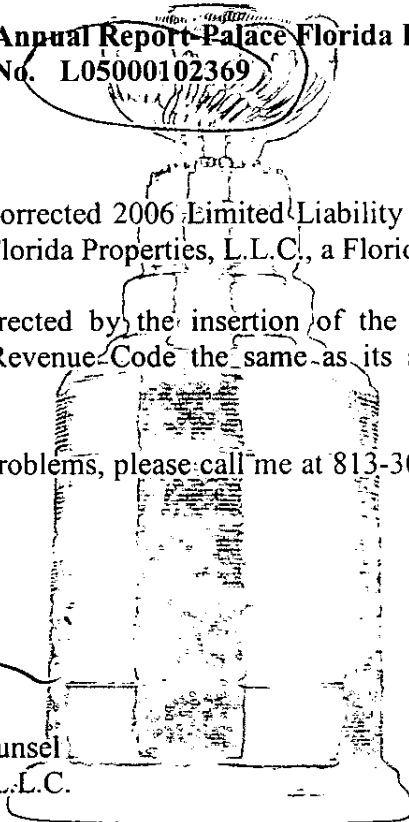 Annual Report-Palace Florida
No. L05000102369
orrected 2006 Limited Liability
Florida Properties, L.L.C., a Florid
rected by the insertion of the
Revenue Code the same as its
roblems, please call me at 813-30
unsel
L.L.C.